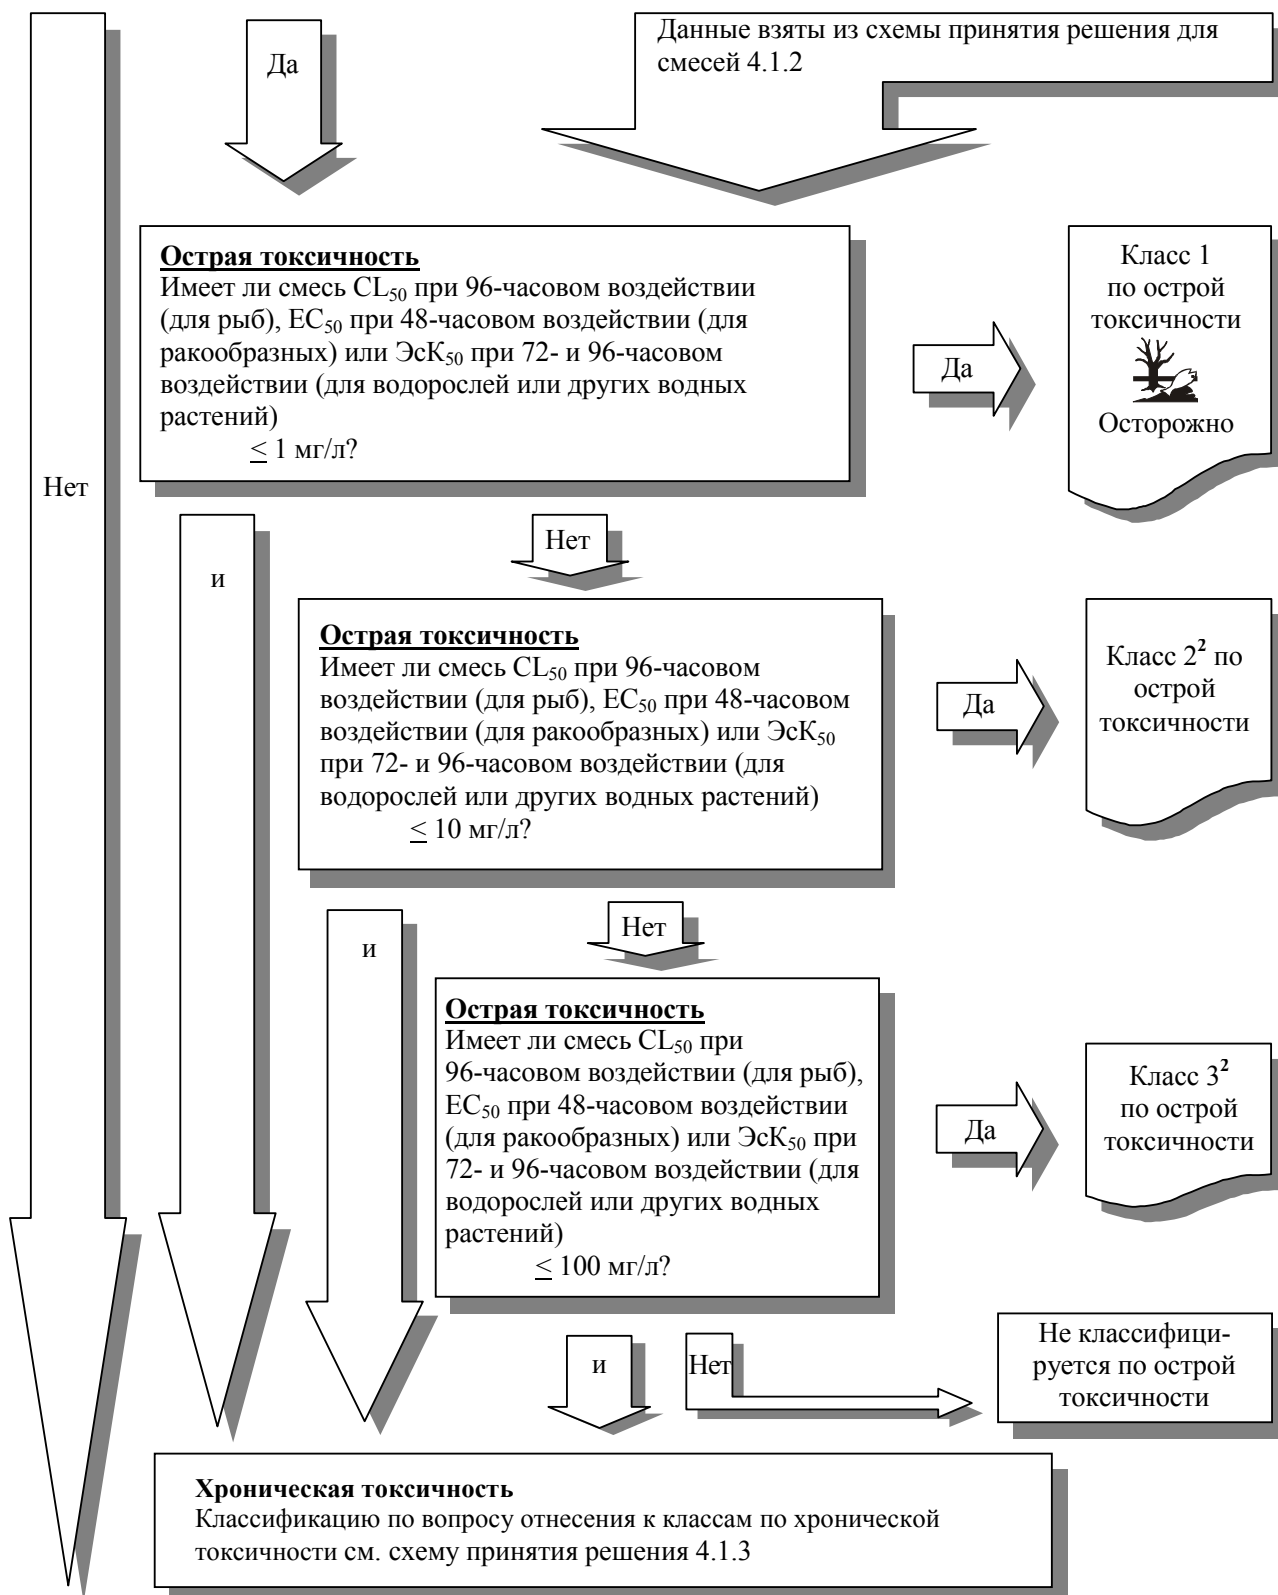 Да
Данные взяты из схемы принятия решения для
смесей 4.1.2
Острая токсичность
Имеет ли смесь CL50 при 96-часовом воздействии
(для рыб), EC50 при 48-часовом воздействии (для
ракообразных) или ЭсК50 при 72- и 96-часовом
воздействии (для водорослей или других водных
растений)
≤ 1 мг/л?
Да
Класс 1
по острой
токсичности
Осторожно
Нет
и
Нет
Острая токсичность
Имеет ли смесь CL50 при 96-часовом
воздействии (для рыб), EC50 при 48-часовом
воздействии (для ракообразных) или ЭсК50
при 72- и 96-часовом воздействии (для
водорослей или других водных растений)
≤ 10 мг/л?
Да
Класс 2² по
острой
токсичности
и
Нет
Острая токсичность
Имеет ли смесь CL50 при
96-часовом воздействии (для рыб),
EC50 при 48-часовом воздействии
(для ракообразных) или ЭсК50 при
72- и 96-часовом воздействии (для
водорослей или других водных
растений)
≤ 100 мг/л?
Да
Класс 3²
по острой
токсичности
и
Нет
Не классифици-
руется по острой
токсичности
Хроническая токсичность
Классификацию по вопросу отнесения к классам по хронической
токсичности см. схему принятия решения 4.1.3